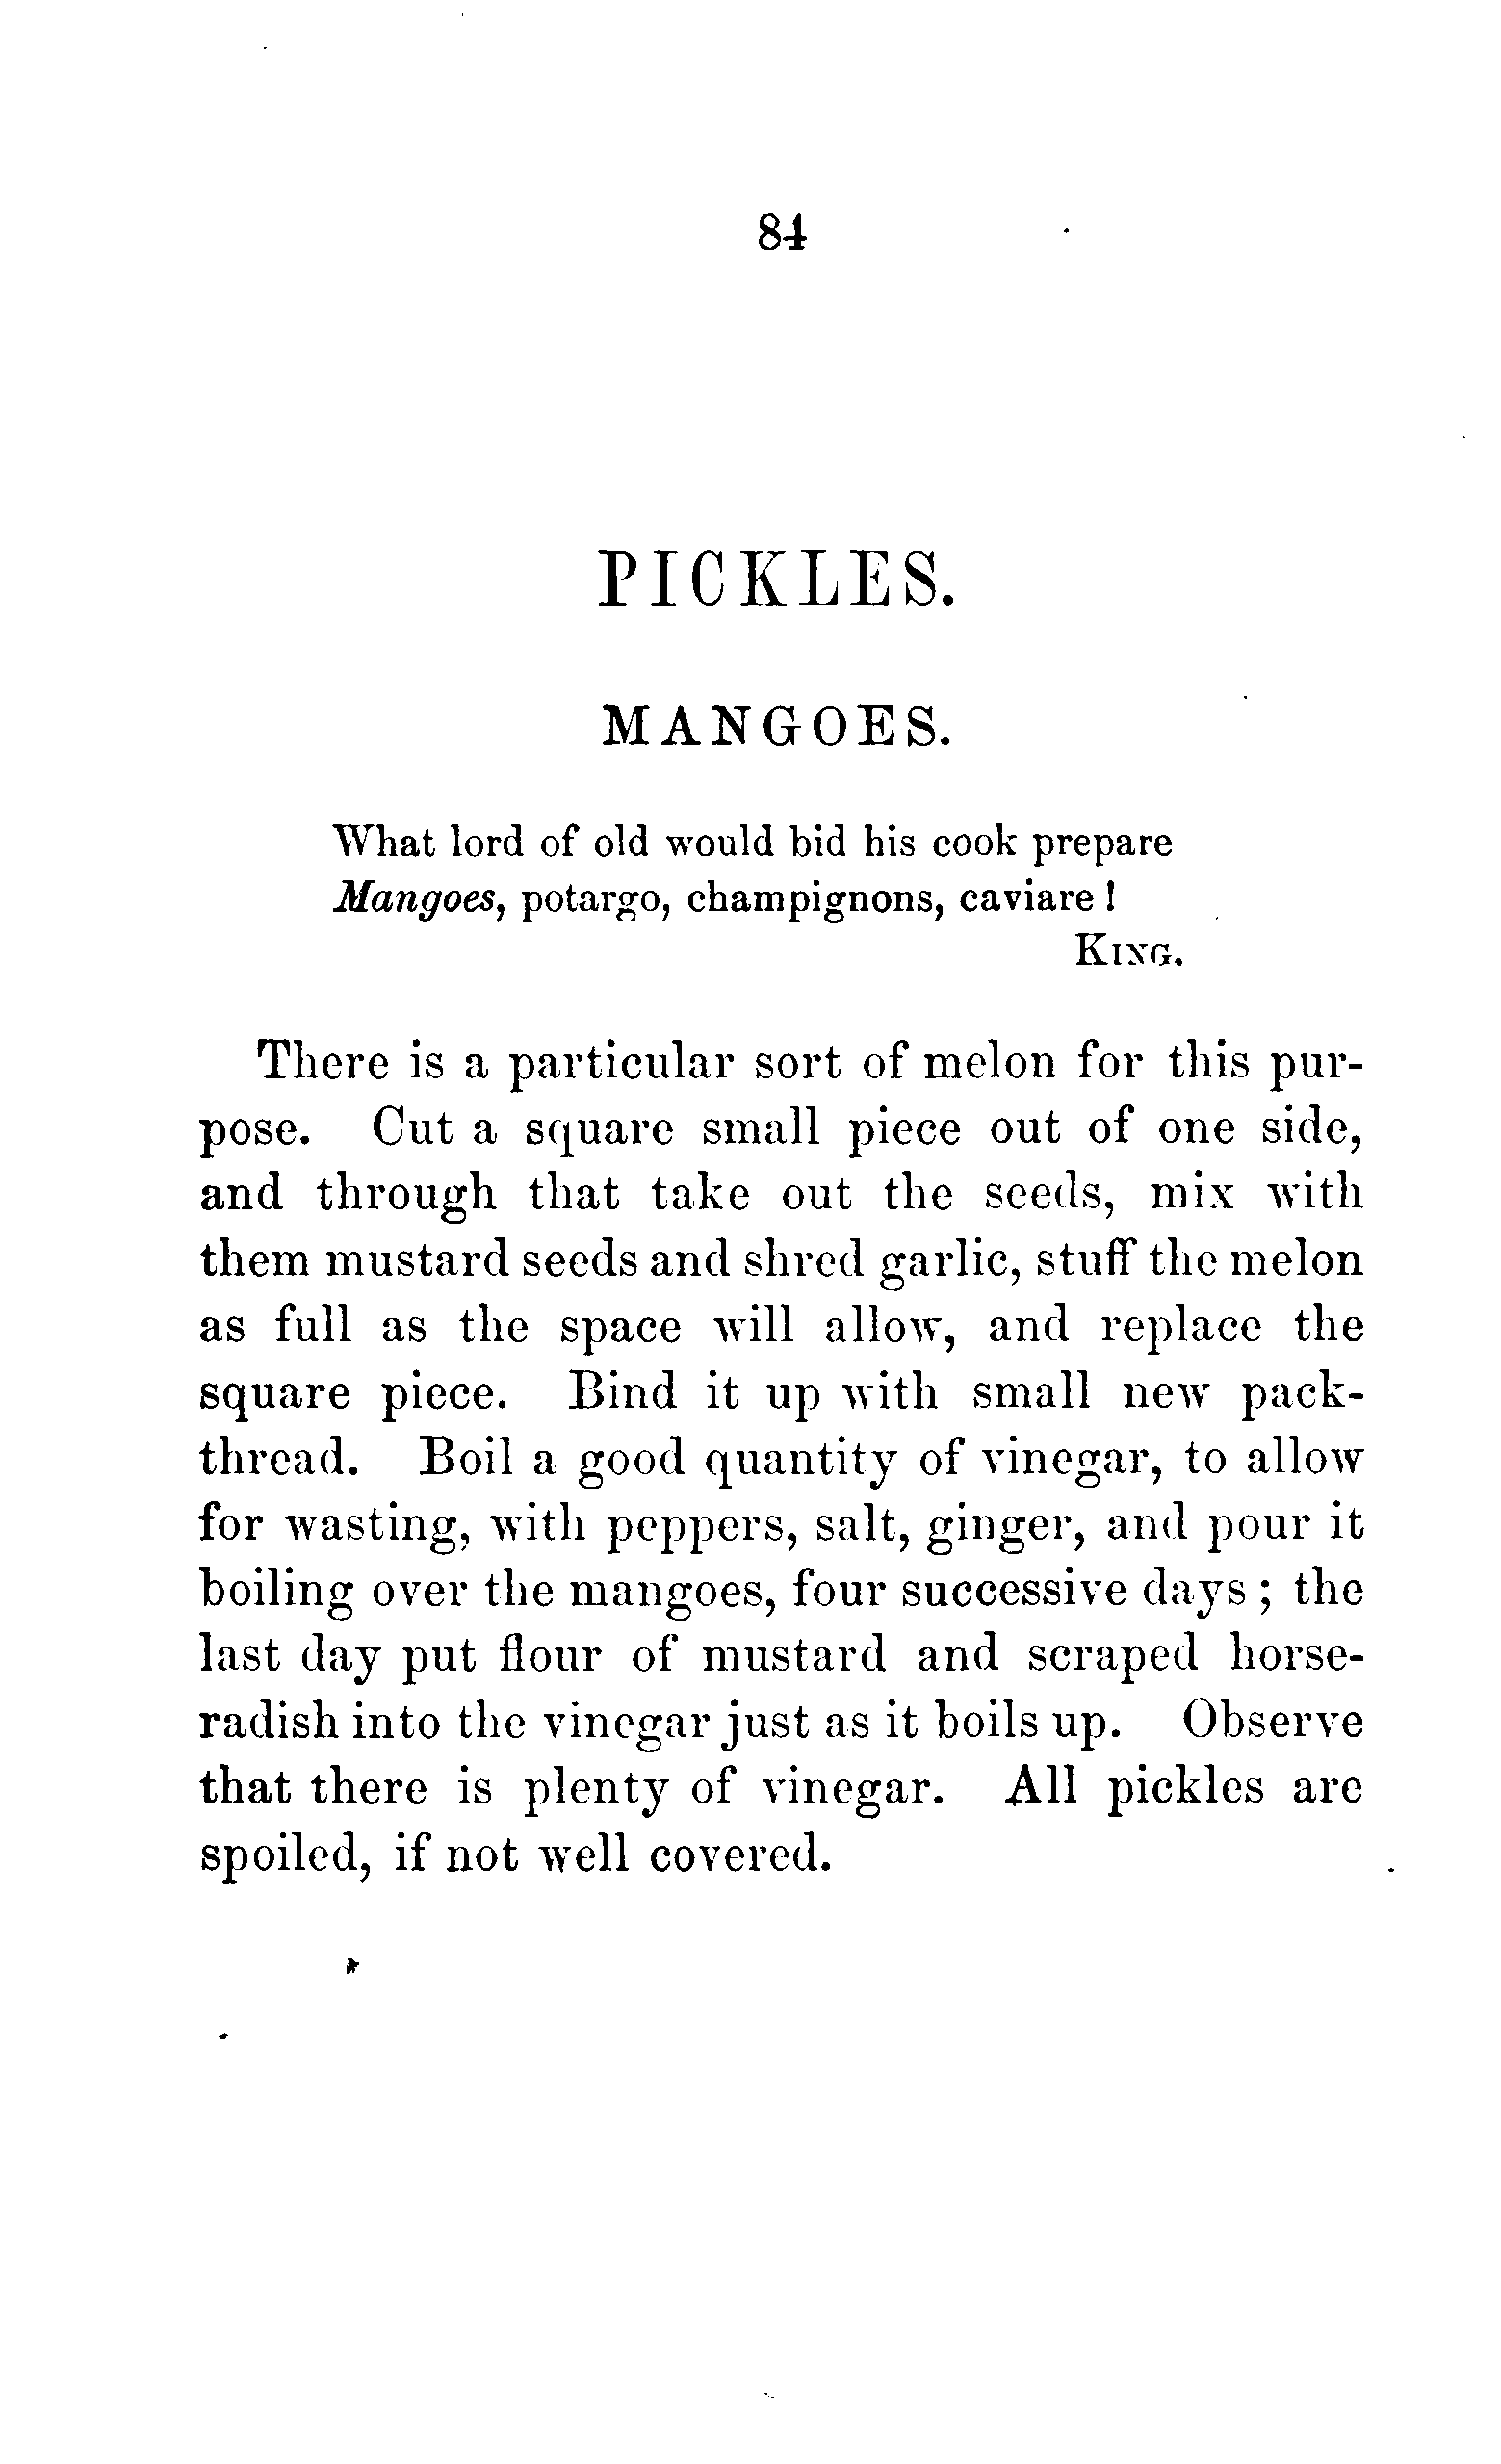 84
PICKLES.
MANGOES.
What lord of old would bid his cook prepare
Mangoes, potargo, champignons, caviare!
KING.
There is a particular sort of melon for this pur-
pose. Cut a square small piece out of one side,
and through that take out the seeds, mix with
them mustard seeds and shred garlic, stuff the melon
as full as the space will allow, and replace the
square piece. Bind it up with small new pack-
thread. Boil a good quantity of vinegar, to allow
for wasting, with peppers, salt, ginger, and pour it
boiling over the mangoes, four successive days; the
last day put flour of mustard and scraped horse-
radish into the vinegar just as it boils up. Observe
that there is plenty of vinegar. All pickles are
spoiled, if not well covered.